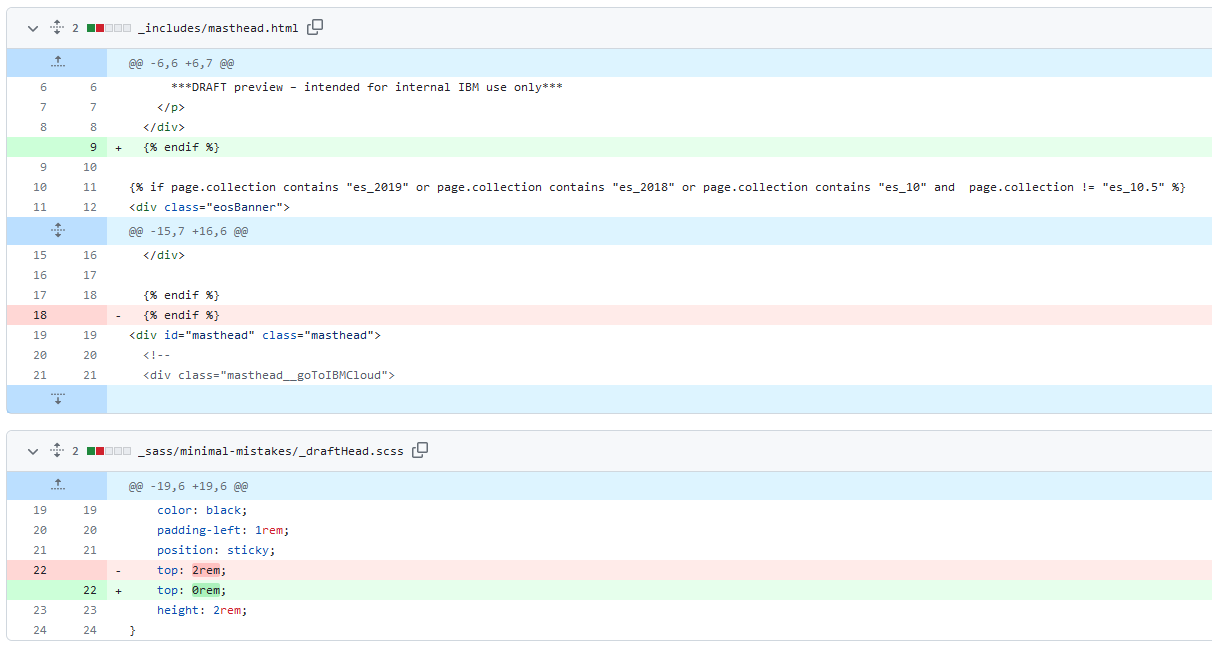 2 _includes/masthead.html
@@ -6,6 +6,7 @@
6 6 ***DRAFT preview – intended for internal IBM use only***
7 7 </p>
8 8 </div>
9 + {% endif %}
9 10
10 11 {% if page.collection contains "es_2019" or page.collection contains "es_2018" or page.collection contains "es_10" and  page.collection != "es_10.5" %}
11 12 <div class="eosBanner">
@@ -15,7 +16,6 @@
15 16 </div>
16 17
17 18 {% endif %}
18 - {% endif %}
19 19 <div id="masthead" class="masthead">
20 20 <!--
21 21 <div class="masthead__goToIBMCloud">
2 _sass/minimal-mistakes/_draftHead.scss
@@ -19,6 +19,6 @@
19 19 color: black;
20 20 padding-left: 1rem;
21 21 position: sticky;
22 - top: 2rem;
22 + top: 0rem;
23 23 height: 2rem;
24 24 }